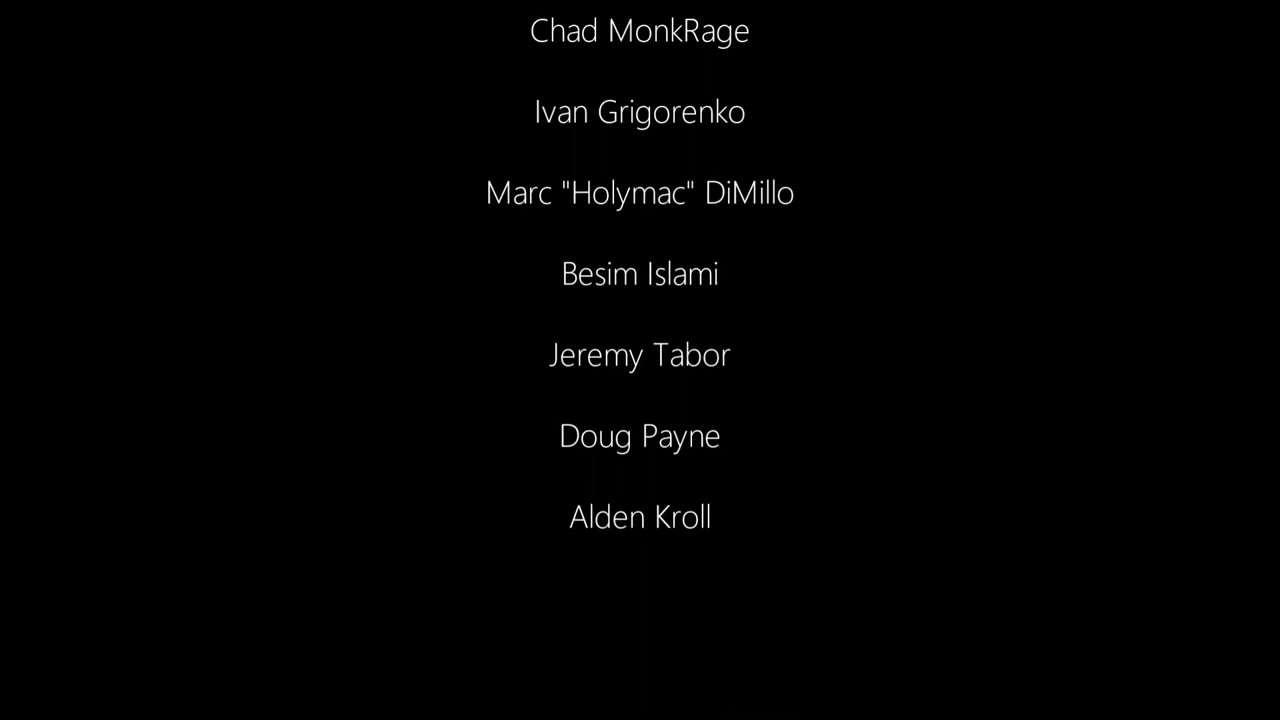 Chad MonkRage
Ivan Grigorenko
Marc "Holymac" DiMillo
Besim Islami
Jeremy Tabor
Doug Payne
Alden Kroll